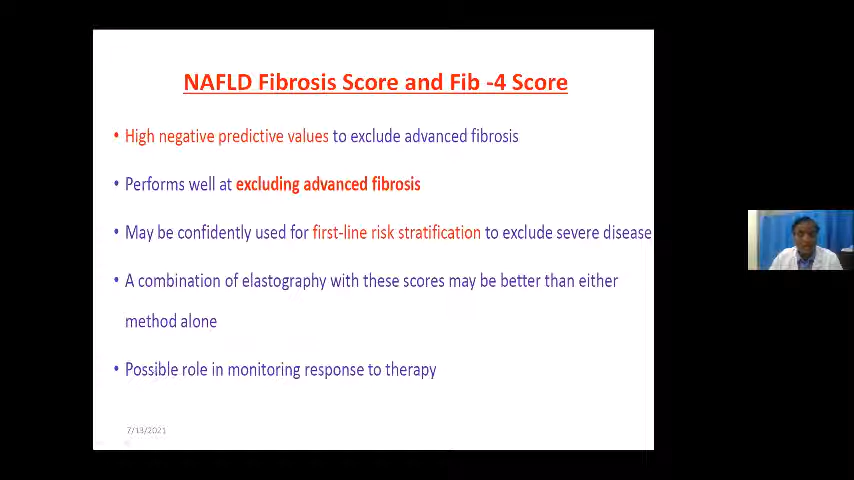 NAFLD Fibrosis Score and Fib -4 Score
• High negative predictive values to exclude advanced fibrosis
• Performs well at excluding advanced fibrosis
• May be confidently used for first-line risk stratification to exclude severe disease
• A combination of elastography with these scores may be better than either
method alone
• Possible role in monitoring response to therapy
7/13/2021